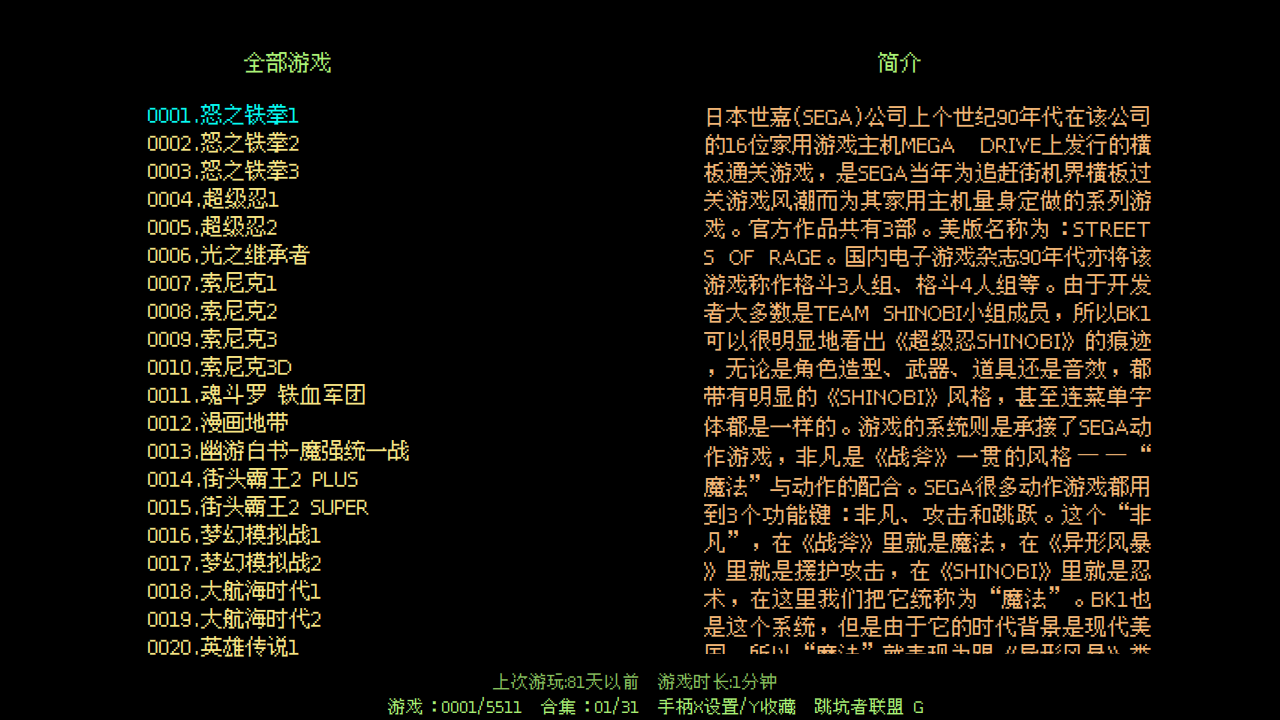 全部游戏
0001.怒之铁拳1
0002.怒之铁拳2
0003.怒之铁拳3
0004.超级忍1
0005.超级忍2
0006.光之继承者
0007.索尼克1
0008.索尼克2
0009.索尼克3
0010.索尼克3D
0011.魂斗罗 铁血军团
0012.漫画地带
0013.幽游白书-魔强统一战
0014.街头霸王2 PLUS
0015.街头霸王2 SUPER
0016.梦幻模拟战1
0017.梦幻模拟战2
0018.大航海时代1
0019.大航海时代2
0020.英雄传说1
简介
日本世嘉(SEGA)公司上个世纪90年代在该公司
的16位家用游戏主机MEGA DRIVE上发行的横
板通关游戏，是SEGA当年为追赶街机界横板过
关游戏风潮而为其家用主机量身定做的系列游
戏。官方作品共有3部。美版名称为：STREET
S OF RAGE。国内电子游戏杂志90年代亦将该
游戏称作格斗3人组、格斗4人组等。由于开发
者大多数是TEAM SHINOBI小组成员，所以BK1
可以很明显地看出《超级忍SHINOBI》的痕迹
，无论是角色造型、武器、道具还是音效，都
带有明显的《SHINOBI》风格，甚至连菜单字
体都是一样的。游戏的系统则是承接了SEGA动
作游戏，非凡是《战斧》一贯的风格——“
魔法”与动作的配合。SEGA很多动作游戏都用
到3个功能键：非凡、攻击和跳跃。这个“非
凡”，在《战斧》里就是魔法，在《异形风暴
》里就是援护攻击，在《SHINOBI》里就是忍
术，在这里我们把它统称为“魔法”。BK1也
是这个系统，但是由于它的时代背景是现代美
国，所以“魔法”就表现为跟《异形风暴》类
上次游玩:81天以前 游戏时长:1分钟
游戏：0001/5511 合集：01/31 手柄X设置/Y收藏 跳坑者联盟 G